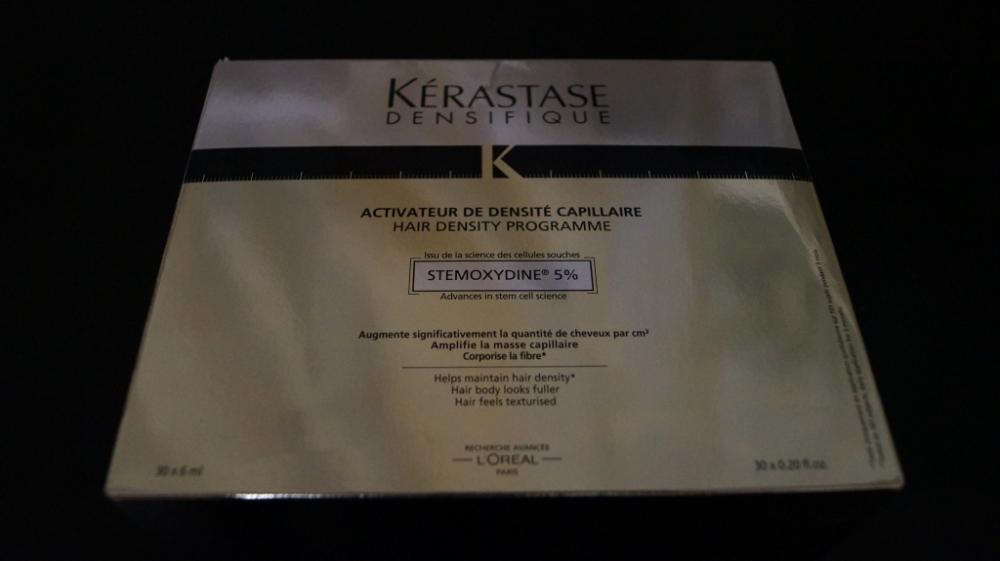 KÉRASTASE
DENSIFIQUE
K
ACTIVATEUR DE DENSITÉ CAPILLAIRE
HAIR DENSITY PROGRAMME
Issu de la science des cellules souches
STEMOXYDINE® 5%
Advances in stem cell science
Augmente significativement la quantité de cheveux par cm²
Amplifie la masse capillaire
Corporise la fibre*
Helps maintain hair density*
Hair body looks fuller
Hair feels texturised
RECHERCHE AVANCÉE
L'ORÉAL
PARIS
30 x 6 ml
30 x 0.20 fl.oz.